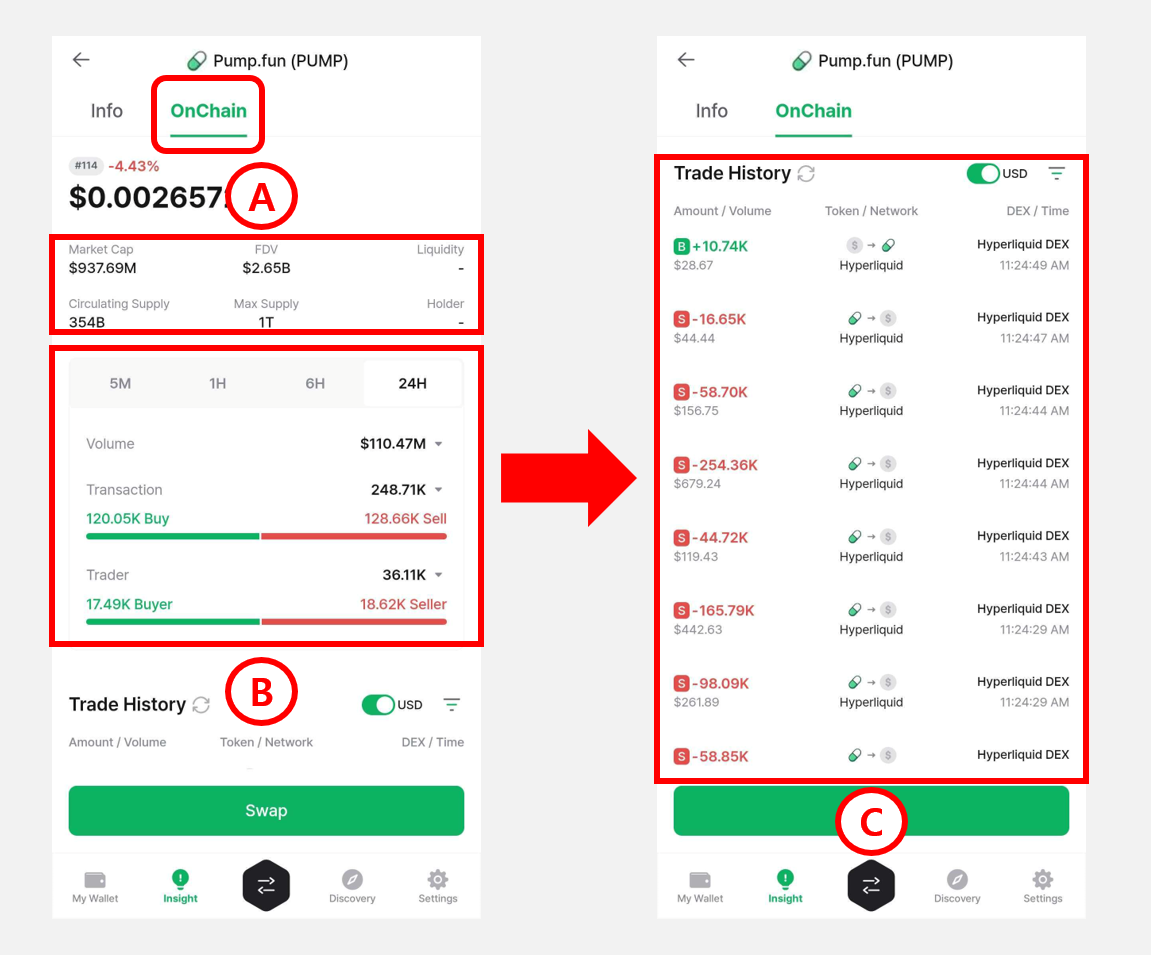 Pump.fun (PUMP)
Info OnChain
#114 -4.43%
$0.002657
A
Market Cap FDV Liquidity
$937.69M $2.65B -
Circulating Supply Max Supply Holder
354B 1T -
5M 1H 6H 24H
Volume $110.47M
Transaction 248.71K
120.05K Buy 128.66K Sell
Trader 36.11K
17.49K Buyer 18.62K Seller
B
Trade History USD
Amount / Volume Token / Network DEX / Time
Swap
My Wallet Insight Discovery Settings
Pump.fun (PUMP)
Info OnChain
Trade History USD
Amount / Volume Token / Network DEX / Time
B +10.74K $ → Hyperliquid DEX
$28.67 Hyperliquid 11:24:49 AM
S -16.65K → $ Hyperliquid DEX
$44.44 Hyperliquid 11:24:47 AM
S -58.70K → $ Hyperliquid DEX
$156.75 Hyperliquid 11:24:44 AM
S -254.36K → $ Hyperliquid DEX
$679.24 Hyperliquid 11:24:44 AM
S -44.72K → $ Hyperliquid DEX
$119.43 Hyperliquid 11:24:43 AM
S -165.79K → $ Hyperliquid DEX
$442.63 Hyperliquid 11:24:29 AM
S -98.09K → $ Hyperliquid DEX
$261.89 Hyperliquid 11:24:29 AM
S -58.85K → $ Hyperliquid DEX
C
My Wallet Insight Discovery Settings